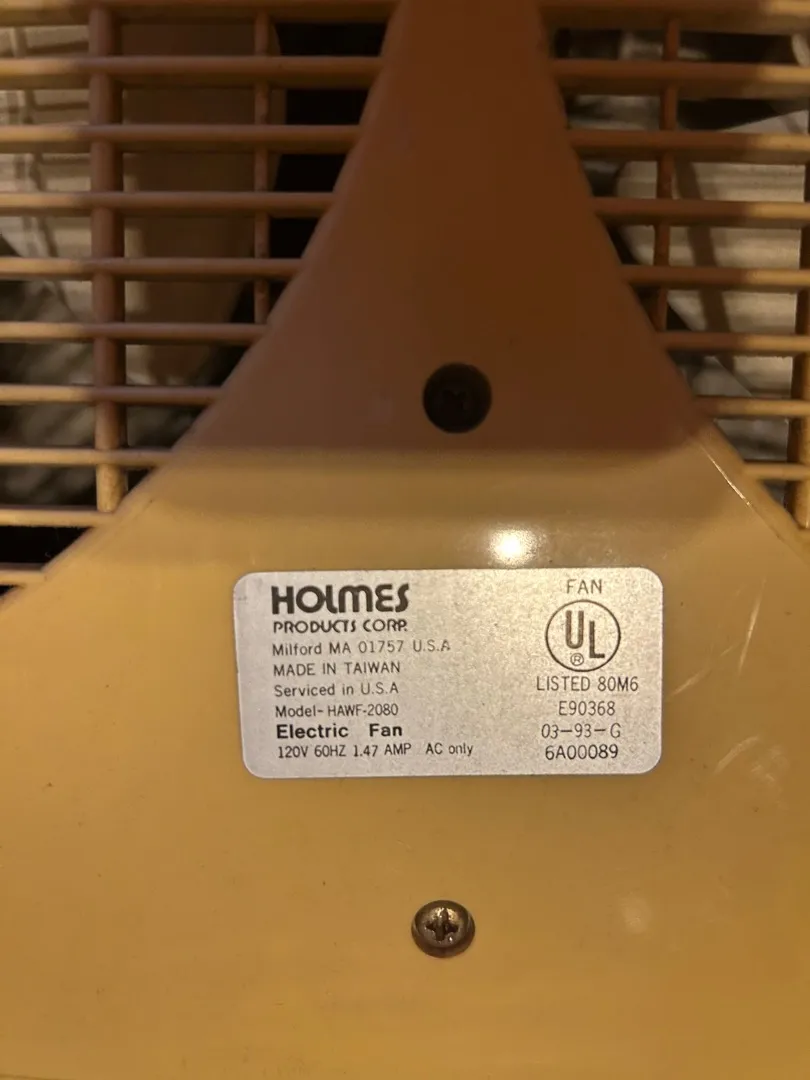 HOLMES
PRODUCTS CORP.
Milford MA 01757 U.S.A
MADE IN TAIWAN
Serviced in U.S.A
Model-HAWF-2080
Electric Fan
120V 60HZ 1.47 AMP AC only
FAN
UL
®
LISTED 80M6
E90368
03-93-G
6A00089